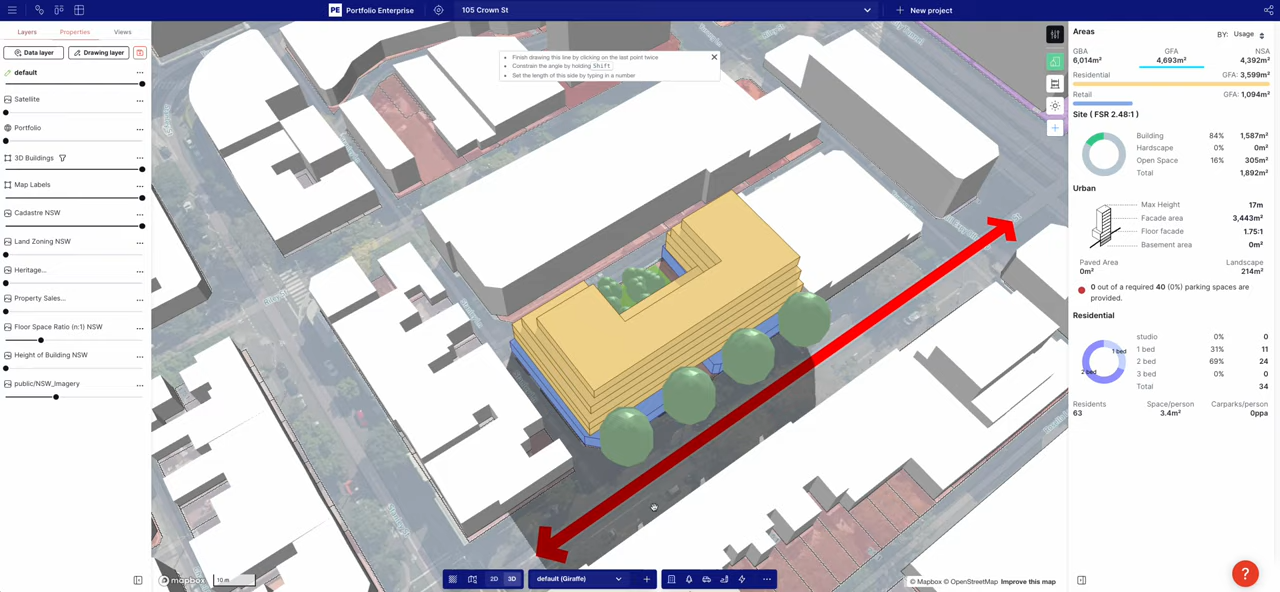 PE Portfolio Enterprise
105 Crown St
New project
Layers
Properties
Views
Data layer
Drawing layer
default
Satellite
Portfolio
3D Buildings
Map Labels
Cadastre NSW
Land Zoning NSW
Heritage...
Property Sales...
Floor Space Ratio (n:1) NSW
Height of Building NSW
public/NSW_Imagery
Finish drawing this line by clicking on the last point twice
Constrain the angle by holding Shift
Set the length of this side by typing in a number
Riley St
mapbox
10 m
2D
3D
default (Giraffe)
© Mapbox © OpenStreetMap Improve this map
Areas
BY: Usage
GBA
GFA
NSA
6,014m²
4,693m²
4,392m²
Residential
GFA: 3,599m²
Retail
GFA: 1,094m²
Site ( FSR 2.48:1 )
Building 84% 1,587m²
Hardscape 0% 0m²
Open Space 16% 305m²
Total 1,892m²
Urban
Max Height 17m
Facade area 3,443m²
Floor facade 1.75:1
Basement area 0m²
Paved Area
Landscape
0m²
214m²
0 out of a required 40 (0%) parking spaces are
provided.
Residential
1 bed
2 bed
studio 0% 0
1 bed 31% 11
2 bed 69% 24
3 bed 0% 0
Total 34
Residents
Space/person
Carparks/person
63
3.4m²
0ppa
?